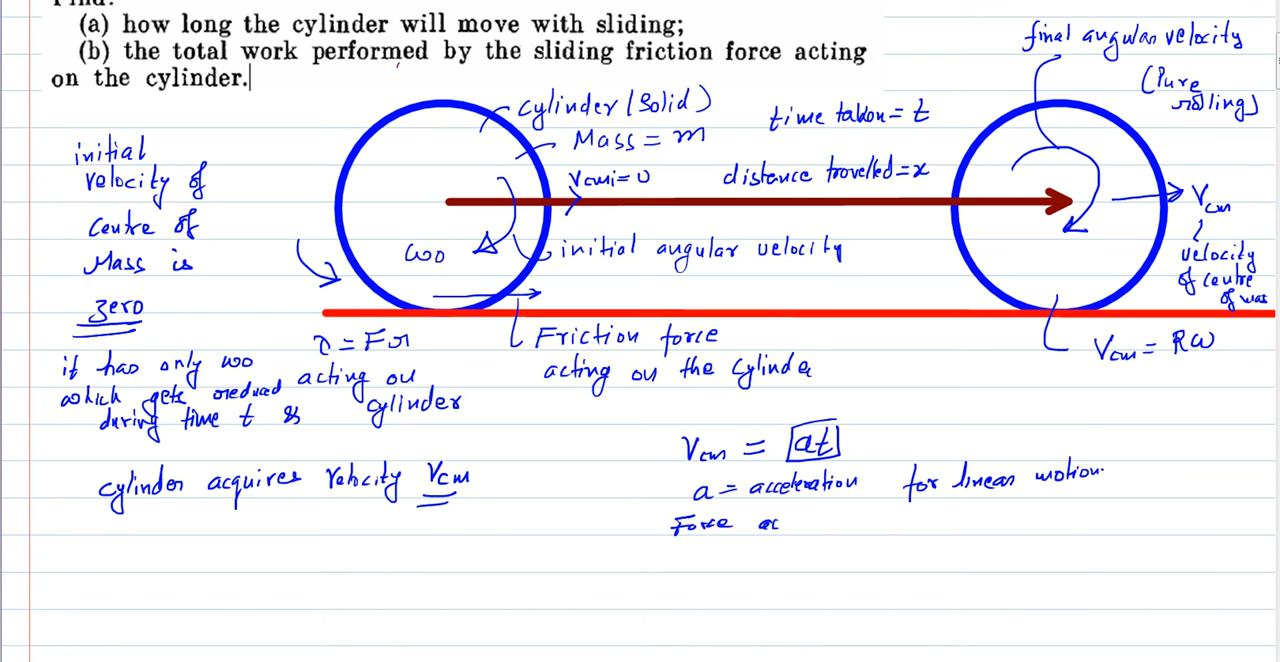 Find:
(a) how long the cylinder will move with sliding;
(b) the total work performed by the sliding friction force acting
on the cylinder.
final angular velocity
(Pure
rolling)
cylinder (Solid)
Mass = m
time taken = t
initial
velocity of
centre of
Mass is
zero
Vcmi = 0
distance travelled = x
ω0
initial angular velocity
Vcm
velocity
of centre
of mas
τ = Fr
acting on
cylinder
Friction force
acting on the cylinder
Vcm = Rω
it has only ω0
which gets reduced
during time t &
cylinder acquires velocity Vcm
Vcm = at
a = acceleration for linear motion.
Force ac